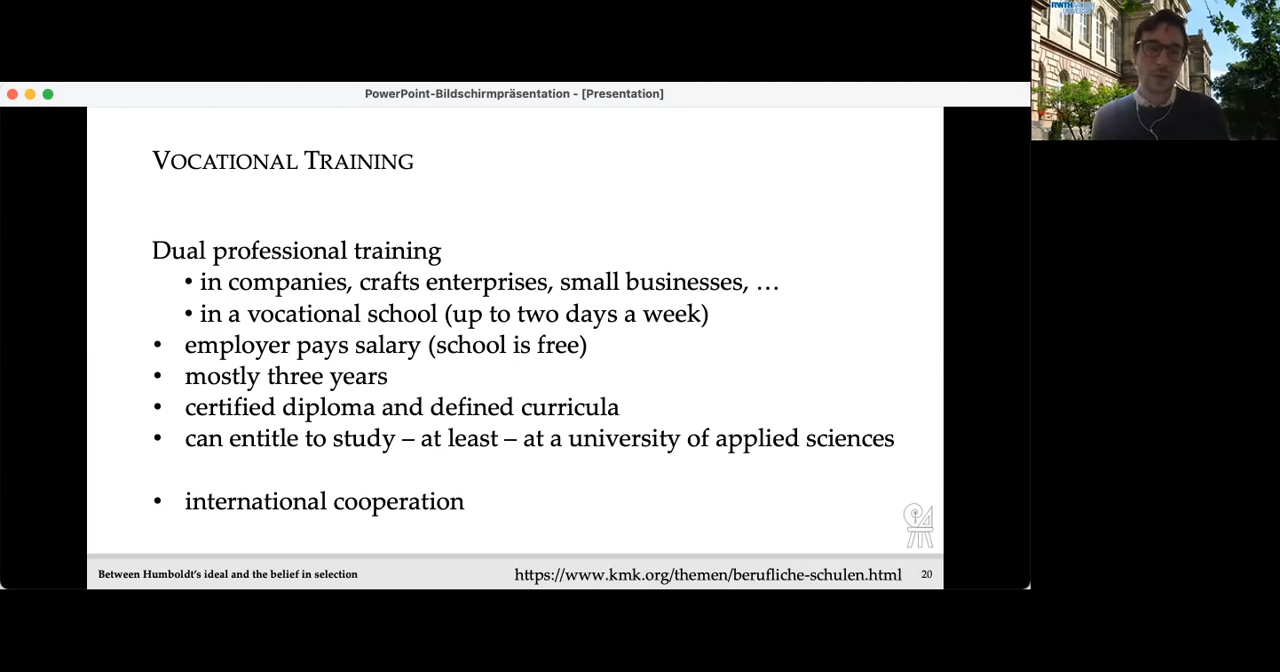 PowerPoint-Bildschirmpräsentation - [Presentation]
RWTH
VOCATIONAL TRAINING
Dual professional training
• in companies, crafts enterprises, small businesses, …
• in a vocational school (up to two days a week)
• employer pays salary (school is free)
• mostly three years
• certified diploma and defined curricula
• can entitle to study – at least – at a university of applied sciences
• international cooperation
Between Humboldt's ideal and the belief in selection
https://www.kmk.org/themen/berufliche-schulen.html
20